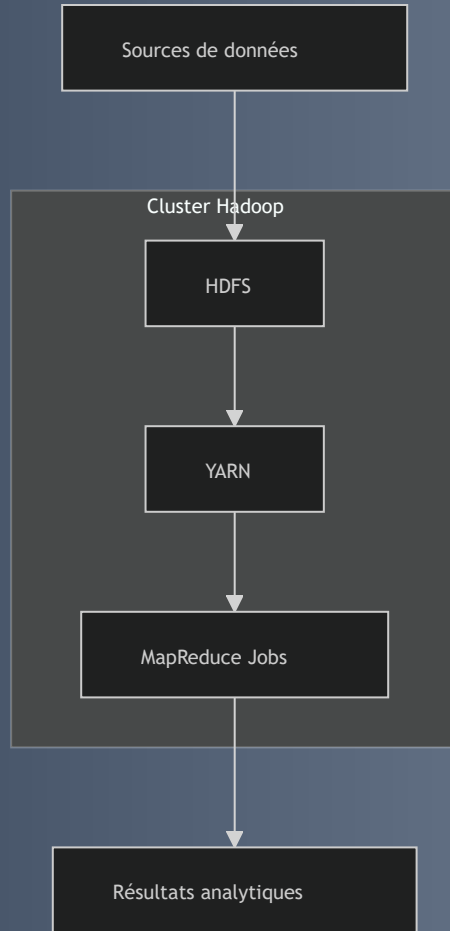 Sources de données
Cluster Hadoop
HDFS
YARN
MapReduce Jobs
Résultats analytiques